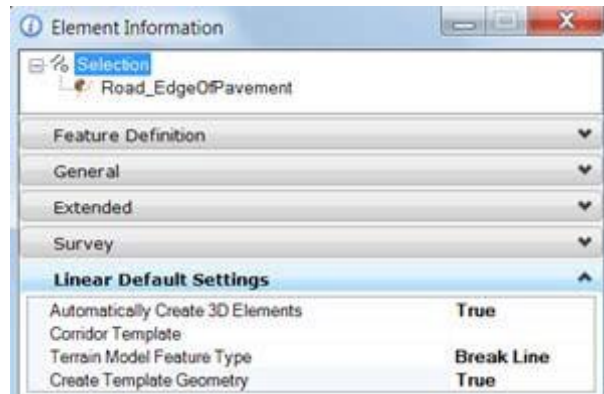 Element Information
Selection
Road_EdgeOfPavement
Feature Definition
General
Extended
Survey
Linear Default Settings
Automatically Create 3D Elements True
Corridor Template
Terrain Model Feature Type Break Line
Create Template Geometry True